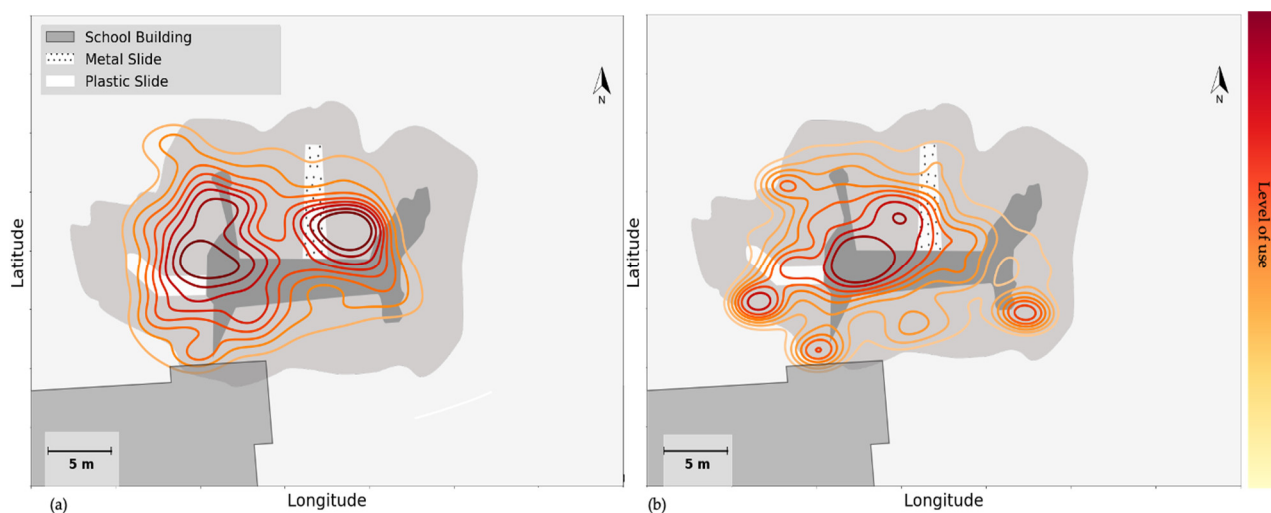 School Building
Metal Slide
Plastic Slide
N
Latitude
5 m
(a)
Longitude
N
Latitude
5 m
(b)
Longitude
Level of use